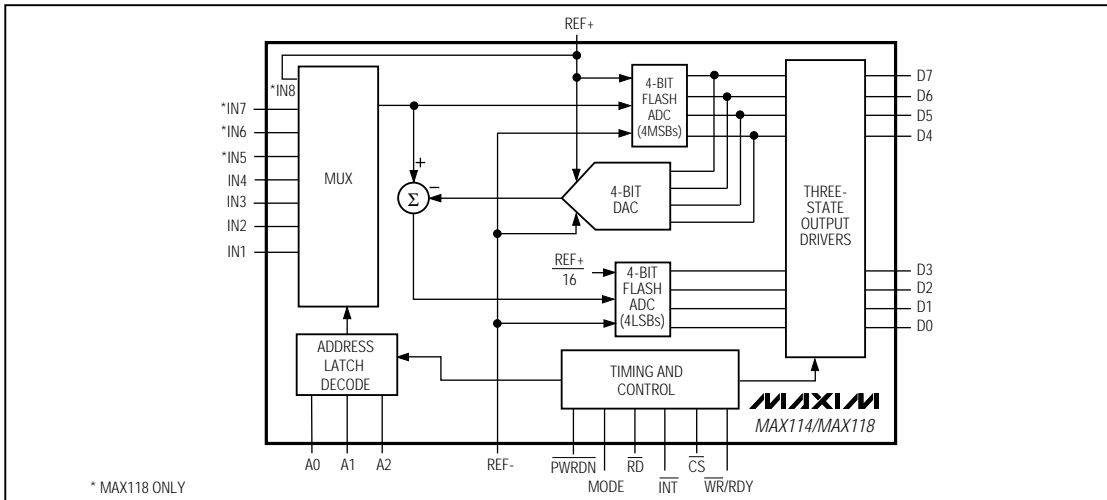 REF+
*IN8
*IN7
*IN6
*IN5
IN4
IN3
IN2
IN1
MUX
4-BIT
FLASH
ADC
(4MSBs)
D7
D6
D5
D4
+
−
Σ
4-BIT
DAC
THREE-
STATE
OUTPUT
DRIVERS
REF+
16
4-BIT
FLASH
ADC
(4LSBs)
D3
D2
D1
D0
ADDRESS
LATCH
DECODE
TIMING AND
CONTROL
MAXIM
MAX114/MAX118
A0 A1 A2 REF- PWRDN MODE RD INT CS WR/RDY
* MAX118 ONLY